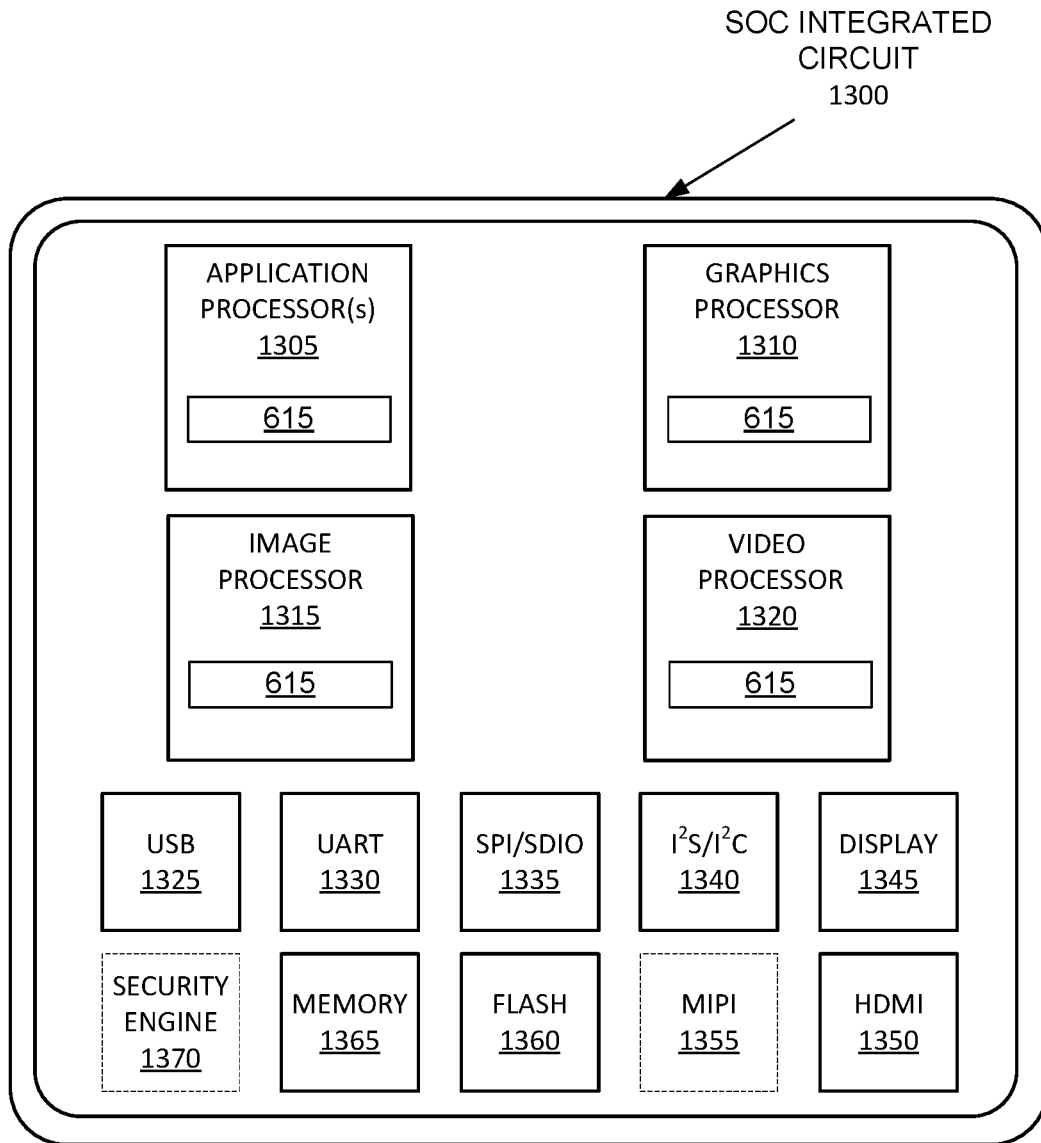 SOC INTEGRATED
CIRCUIT
1300
APPLICATION
PROCESSOR(s)
1305
615
GRAPHICS
PROCESSOR
1310
615
IMAGE
PROCESSOR
1315
615
VIDEO
PROCESSOR
1320
615
USB
1325
UART
1330
SPI/SDIO
1335
I²S/I²C
1340
DISPLAY
1345
SECURITY
ENGINE
1370
MEMORY
1365
FLASH
1360
MIPI
1355
HDMI
1350